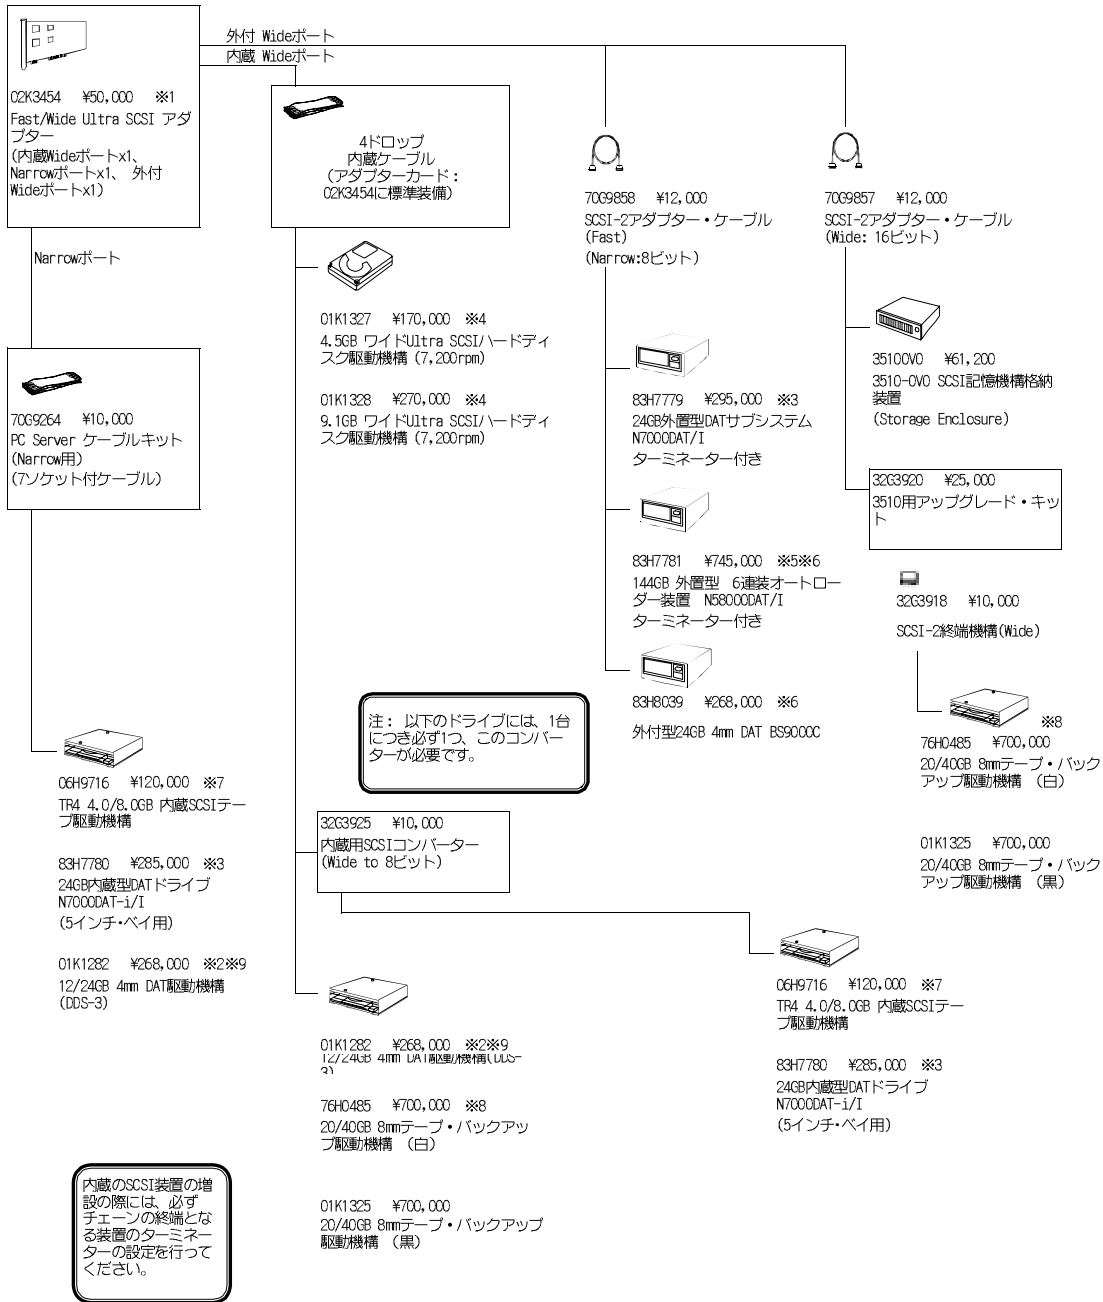 外付 Wideポート
内蔵 Wideポート
02K3454 ¥50,000 ※1
Fast/Wide Ultra SCSI アダ
プター
(内蔵Wideポートx1、
Narrowポートx1、 外付
Wideポートx1)
4ドロップ
内蔵ケーブル
(アダプターカード：
02K3454に標準装備)
Narrowポート
70G9264 ¥10,000
PC Server ケーブルキット
(Narrow用)
(7ソケット付ケーブル)
01K1327 ¥170,000 ※4
4.5GB ワイドUltra SCSIハードディ
スク駆動機構 (7,200rpm)
01K1328 ¥270,000 ※4
9.1GB ワイドUltra SCSIハードディ
スク駆動機構 (7,200rpm)
70G9858 ¥12,000
SCSI-2アダプター・ケーブル
(Fast)
(Narrow:8ビット)
70G9857 ¥12,000
SCSI-2アダプター・ケーブル
(Wide: 16ビット)
83H7779 ¥295,000 ※3
24GB外置型DATサブシステム
N7000DAT/I
ターミネーター付き
83H7781 ¥745,000 ※5※6
144GB 外置型 6連装オートロー
ダー装置 N58000DAT/I
ターミネーター付き
83H8039 ¥268,000 ※6
外付型24GB 4mm DAT BS9000C
35100V0 ¥61,200
3510-0V0 SCSI記憶機構格納
装置
(Storage Enclosure)
32G3920 ¥25,000
3510用アップグレード・キッ
ト
32G3918 ¥10,000
SCSI-2終端機構(Wide)
※8
76H0485 ¥700,000
20/40GB 8mmテープ・バック
アップ駆動機構 (白)
01K1325 ¥700,000
20/40GB 8mmテープ・バック
アップ駆動機構 (黒)
注： 以下のドライブには、1台
につき必ず1つ、このコンバー
ターが必要です。
06H9716 ¥120,000 ※7
TR4 4.0/8.0GB 内蔵SCSIテー
プ駆動機構
83H7780 ¥285,000 ※3
24GB内蔵型DATドライブ
N7000DAT-i/I
(5インチ・ベイ用)
01K1282 ¥268,000 ※2※9
12/24GB 4mm DAT駆動機構
(DDS-3)
32G3925 ¥10,000
内蔵用SCSIコンバーター
(Wide to 8ビット)
01K1282 ¥268,000 ※2※9
12/24GB 4mm DAT駆動機構(DDS-
3)
76H0485 ¥700,000 ※8
20/40GB 8mmテープ・バックアッ
プ駆動機構 (白)
01K1325 ¥700,000
20/40GB 8mmテープ・バックアップ
駆動機構 (黒)
06H9716 ¥120,000 ※7
TR4 4.0/8.0GB 内蔵SCSIテー
プ駆動機構
83H7780 ¥285,000 ※3
24GB内蔵型DATドライブ
N7000DAT-i/I
(5インチ・ベイ用)
内蔵のSCSI装置の増
設の際には、必ず
チェーンの終端とな
る装置のターミネー
ターの設定を行って
ください。